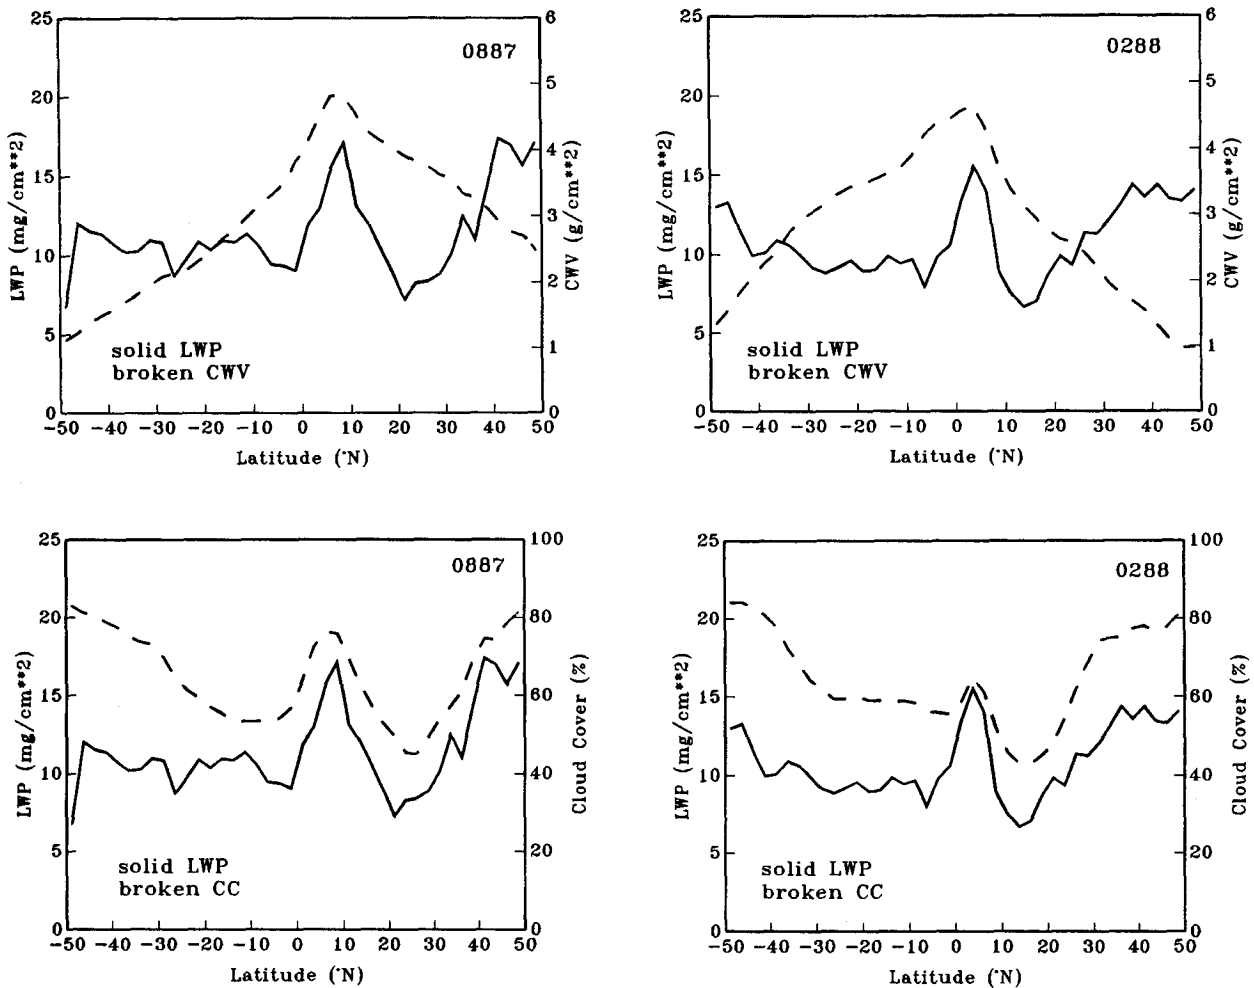 0887
25
20
15
10
5
0
LWP (mg/cm**2)
6
5
4
3
2
1
0
CWV (g/cm**2)
solid LWP
broken CWV
-50 -40 -30 -20 -10 0 10 20 30 40 50
Latitude (°N)
0288
25
20
15
10
5
0
LWP (mg/cm**2)
6
5
4
3
2
1
0
CWV (g/cm**2)
solid LWP
broken CWV
-50 -40 -30 -20 -10 0 10 20 30 40 50
Latitude (°N)
0887
25
20
15
10
5
0
LWP (mg/cm**2)
100
80
60
40
20
0
Cloud Cover (%)
solid LWP
broken CC
-50 -40 -30 -20 -10 0 10 20 30 40 50
Latitude (°N)
0288
25
20
15
10
5
0
LWP (mg/cm**2)
100
80
60
40
20
0
Cloud Cover (%)
solid LWP
broken CC
-50 -40 -30 -20 -10 0 10 20 30 40 50
Latitude (°N)